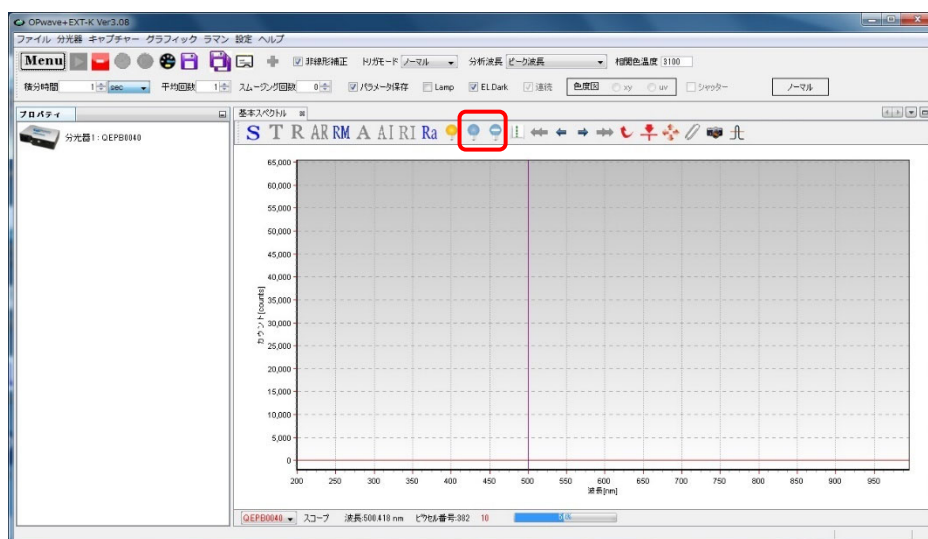 OPwave+EXT-K Ver3.08
ファイル 分光器 キャプチャー グラフィック ラマン 設定 ヘルプ
Menu 非線形補正 トリガモード ノーマル 分析波長 ピーク波長 相関色温度 3100
積分時間 1 sec 平均回数 1 スムージング回数 0 パラメータ保存 Lamp EL.Dark 連続 色度図 xy uv シャッター ノーマル
プロパティ
分光器1 : QEPB0040
基本スペクトル
S T R AR RM A AI RI Ra
65,000
60,000
55,000
50,000
45,000
40,000
35,000
30,000
25,000
20,000
15,000
10,000
5,000
0
カウント[counts]
200 250 300 350 400 450 500 550 600 650 700 750 800 850 900 950
波長[nm]
QEPB0040 スコープ 波長:500.418 nm ピクセル番号:382 10